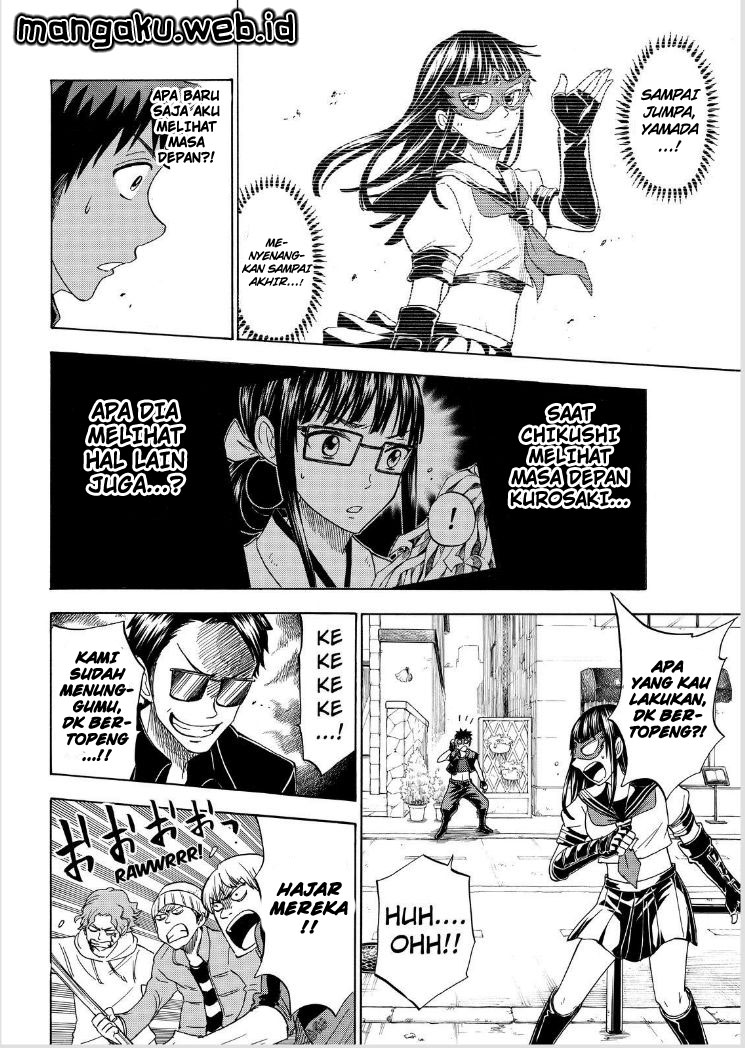 mangaku.web.id
SAMPAI
JUMPA,
YAMADA
...!
APA BARU
SAJA AKU
MELIHAT
MASA
DEPAN?!
ME-
NYENANG-
KAN SAMPAI
AKHIR...!
SAAT
CHIKUSHI
MELIHAT
MASA DEPAN
KUROSAKI...
!
APA DIA
MELIHAT
HAL LAIN
JUGA...?
APA
YANG KAU
LAKUKAN,
DK BER-
TOPENG?!
HUH....
OHH!!
KE
KE
KE
KE
...!
KAMI
SUDAH
MENUNG-
GUMU,
DK BER-
TOPENG
...!!
おおおおっ
RAWWRRR!
HAJAR
MEREKA
!!